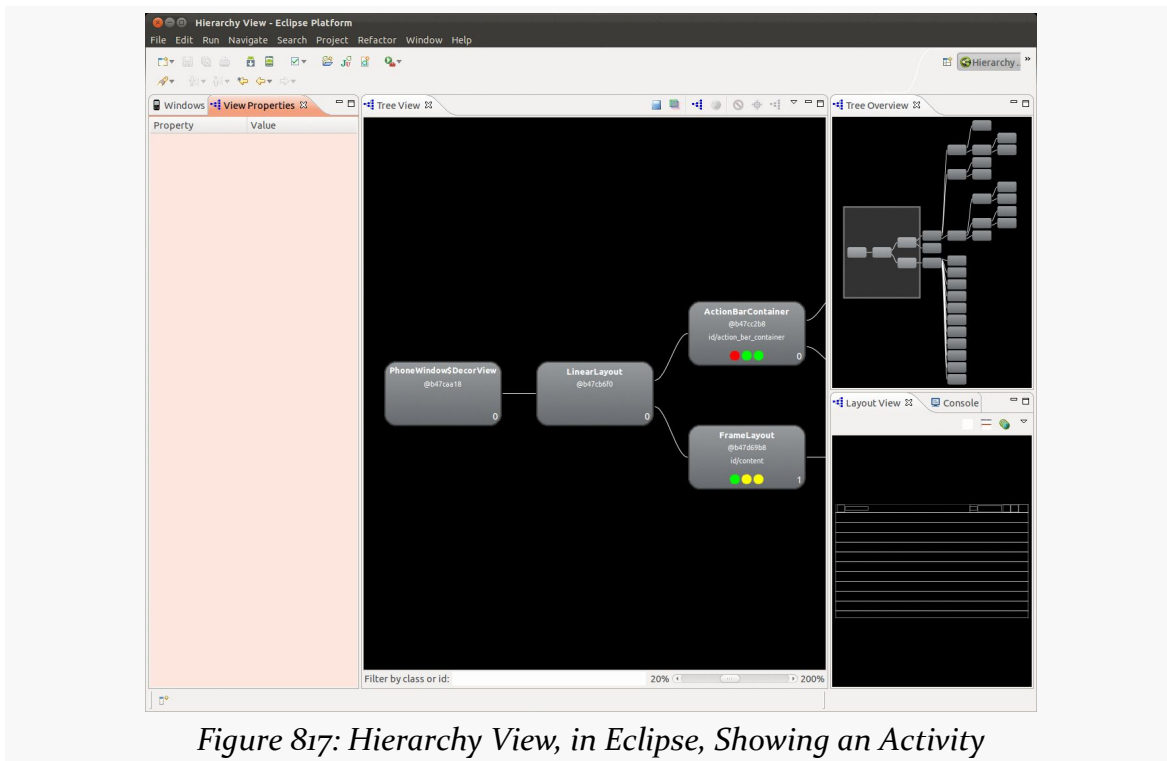 Hierarchy View - Eclipse Platform
File Edit Run Navigate Search Project Refactor Window Help
Hierarchy. »
Windows View Properties
Property Value
Tree View
PhoneWindow$DecorView
@b47caa18
0
LinearLayout
@b47cb6f0
0
ActionBarContainer
@b47cc2b8
id/action_bar_container
0
FrameLayout
@b47d69b8
id/content
1
Filter by class or id:
20%
200%
Tree Overview
Layout View Console
Figure 817: Hierarchy View, in Eclipse, Showing an Activity